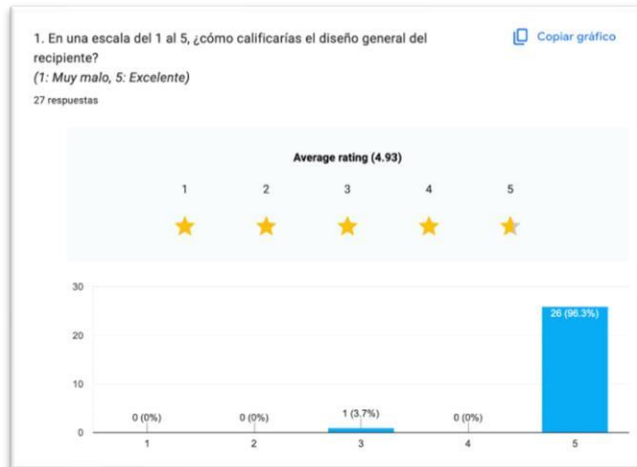 1. En una escala del 1 al 5, ¿cómo calificarías el diseño general del
recipiente?
(1: Muy malo, 5: Excelente)
27 respuestas
Copiar gráfico
Average rating (4.93)
1 2 3 4 5
30
20
10
0
0 (0%) 0 (0%) 1 (3.7%) 0 (0%) 26 (96.3%)
1 2 3 4 5